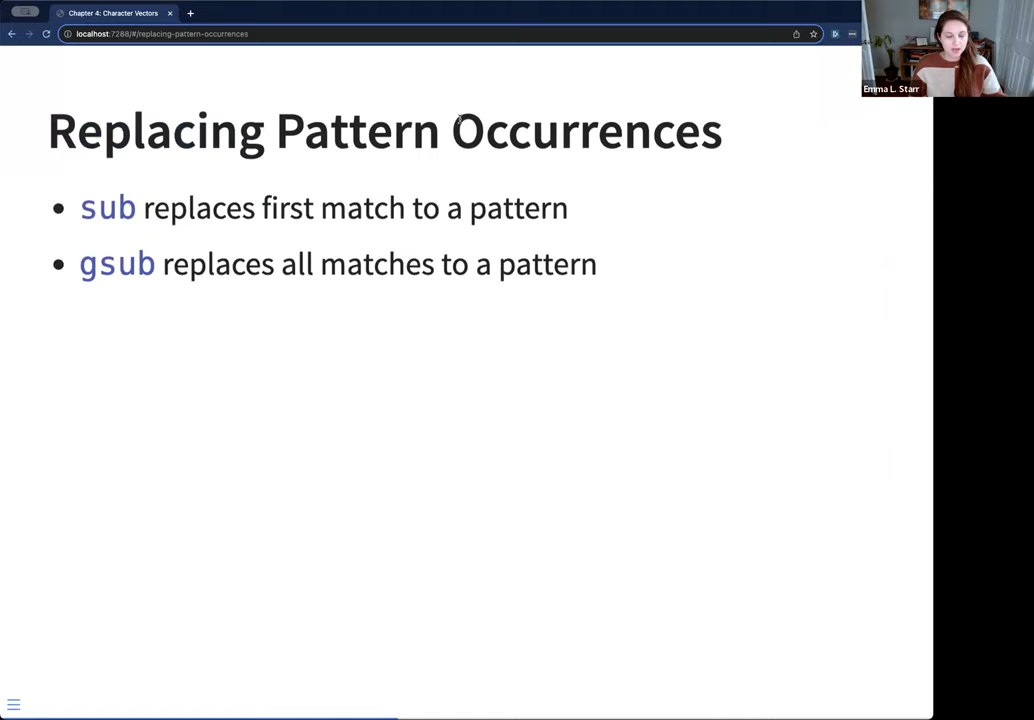 Chapter 4: Character Vectors
localhost:7288/#/replacing-pattern-occurrences
Emma L. Starr
Replacing Pattern Occurrences
• sub replaces first match to a pattern
• gsub replaces all matches to a pattern